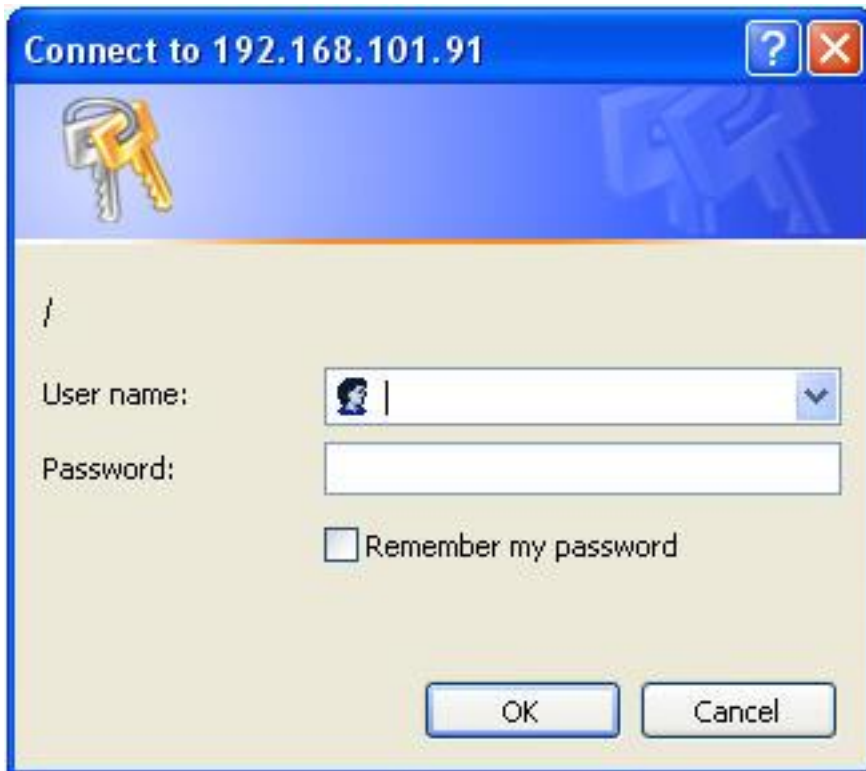 Connect to 192.168.101.91
/
User name:
Password:
Remember my password
OK Cancel